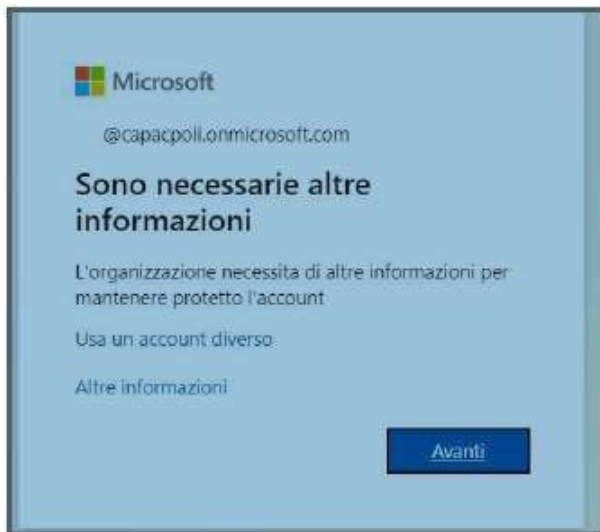 Microsoft
@capacpoli.onmicrosoft.com
Sono necessarie altre
informazioni
L'organizzazione necessita di altre informazioni per
mantenere protetto l'account
Usa un account diverso
Altre informazioni
Avanti